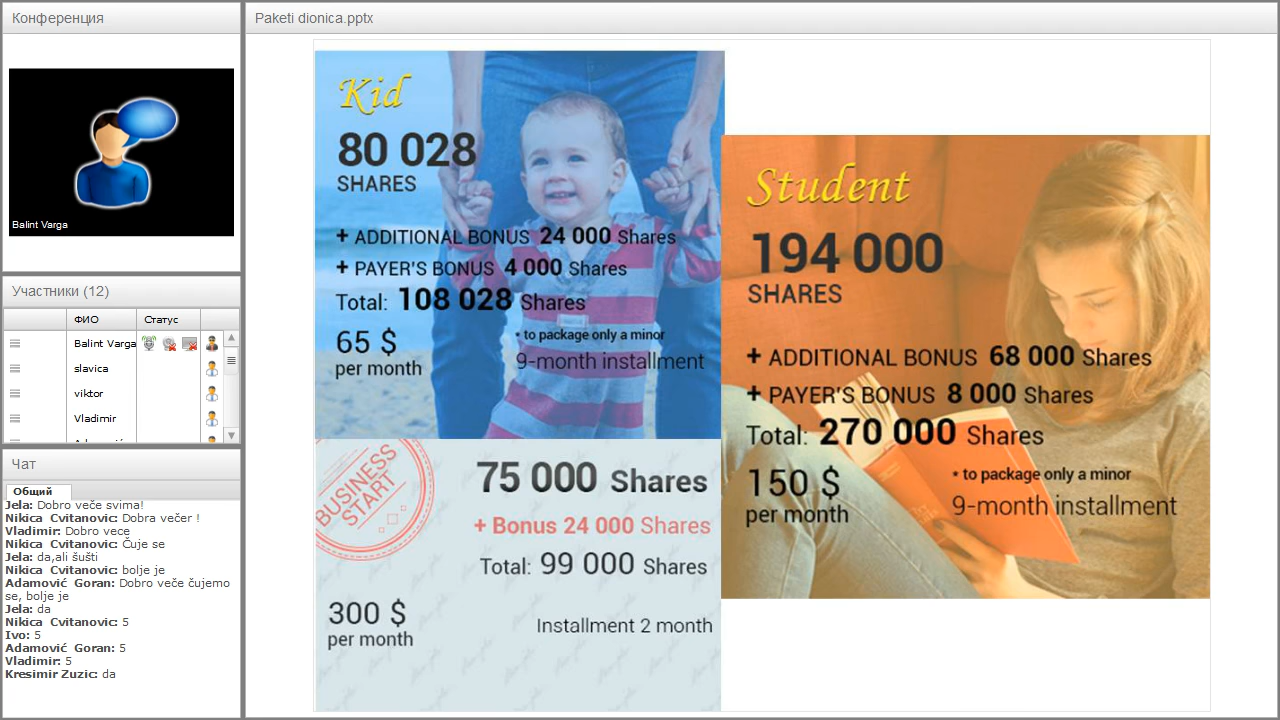 Конференция
Balint Varga
Участники (12)
ФИО
Статус
Balint Varga
slavica
viktor
Vladimir
Чат
Общий
Jela: Dobro veče svima!
Nikica Cvitanovic: Dobra večer !
Vladimir: Dobro vece
Nikica Cvitanovic: Čuje se
Jela: da,ali šušti
Nikica Cvitanovic: bolje je
Adamović Goran: Dobro veče čujemo
se, bolje je
Jela: da
Nikica Cvitanovic: 5
Ivo: 5
Adamović Goran: 5
Vladimir: 5
Kresimir Zuzic: da
Paketi dionica.pptx
Kid
80 028
SHARES
+ ADDITIONAL BONUS 24 000 Shares
+ PAYER'S BONUS 4 000 Shares
Total: 108 028 Shares
65 $
per month
* to package only a minor
9-month installment
BUSINESS
START
75 000 Shares
+ Bonus 24 000 Shares
Total: 99 000 Shares
300 $
per month
Installment 2 month
Student
194 000
SHARES
+ ADDITIONAL BONUS 68 000 Shares
+ PAYER'S BONUS 8 000 Shares
Total: 270 000 Shares
150 $
per month
* to package only a minor
9-month installment